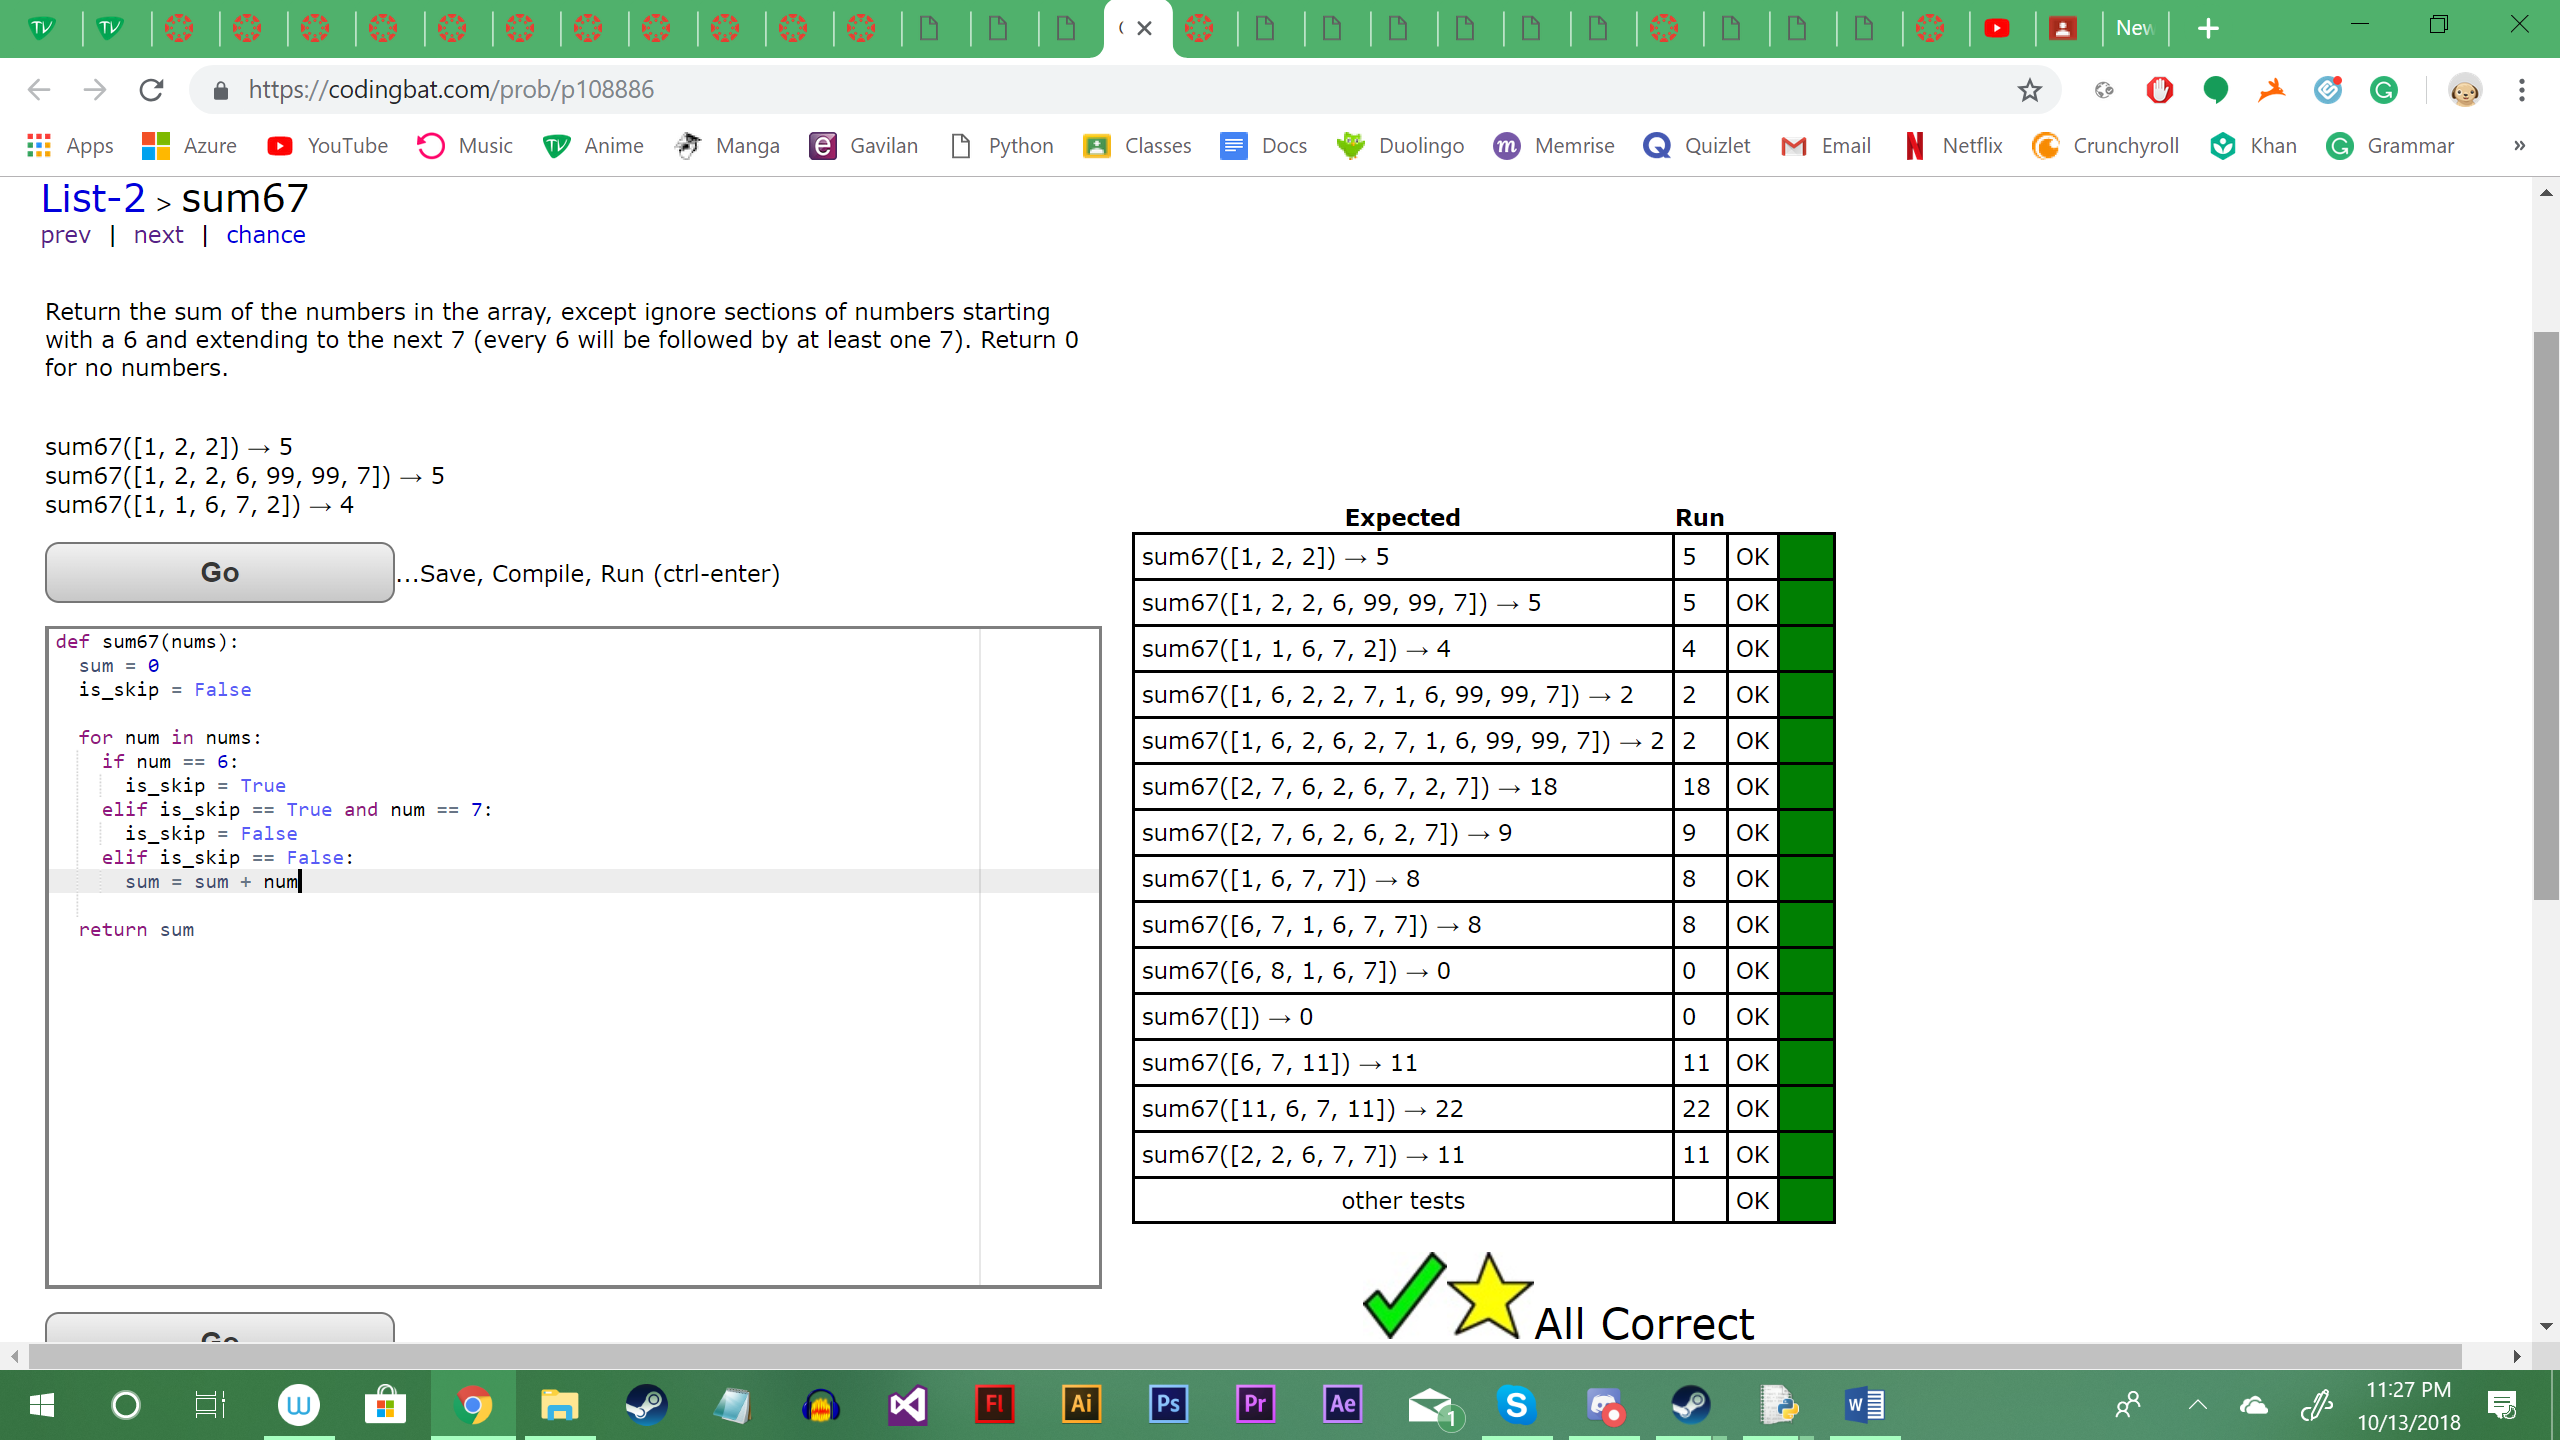 New
https://codingbat.com/prob/p108886
Apps Azure YouTube Music Anime Manga Gavilan Python Classes Docs Duolingo Memrise Quizlet Email Netflix Crunchyroll Khan Grammar »
List-2 > sum67
prev | next | chance
Return the sum of the numbers in the array, except ignore sections of numbers starting
with a 6 and extending to the next 7 (every 6 will be followed by at least one 7). Return 0
for no numbers.
sum67([1, 2, 2]) → 5
sum67([1, 2, 2, 6, 99, 99, 7]) → 5
sum67([1, 1, 6, 7, 2]) → 4
Go ...Save, Compile, Run (ctrl-enter)
def sum67(nums):
  sum = 0
  is_skip = False
  for num in nums:
    if num == 6:
      is_skip = True
    elif is_skip == True and num == 7:
      is_skip = False
    elif is_skip == False:
      sum = sum + num
  return sum
Go
Expected Run
sum67([1, 2, 2]) → 5 5 OK
sum67([1, 2, 2, 6, 99, 99, 7]) → 5 5 OK
sum67([1, 1, 6, 7, 2]) → 4 4 OK
sum67([1, 6, 2, 2, 7, 1, 6, 99, 99, 7]) → 2 2 OK
sum67([1, 6, 2, 6, 2, 7, 1, 6, 99, 99, 7]) → 2 2 OK
sum67([2, 7, 6, 2, 6, 7, 2, 7]) → 18 18 OK
sum67([2, 7, 6, 2, 6, 2, 7]) → 9 9 OK
sum67([1, 6, 7, 7]) → 8 8 OK
sum67([6, 7, 1, 6, 7, 7]) → 8 8 OK
sum67([6, 8, 1, 6, 7]) → 0 0 OK
sum67([]) → 0 0 OK
sum67([6, 7, 11]) → 11 11 OK
sum67([11, 6, 7, 11]) → 22 22 OK
sum67([2, 2, 6, 7, 7]) → 11 11 OK
other tests OK
All Correct
11:27 PM
10/13/2018